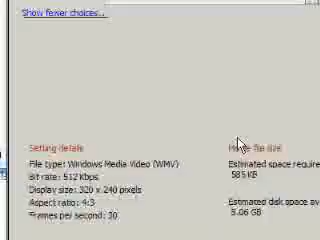 Show fewer choices...
Setting details
File type: Windows Media Video (WMV)
Bit rate: 512 Kbps
Display size: 320 x 240 pixels
Aspect ratio: 4:3
Frames per second: 30
Movie file size
Estimated space require
585 KB
Estimated disk space av
5.06 GB